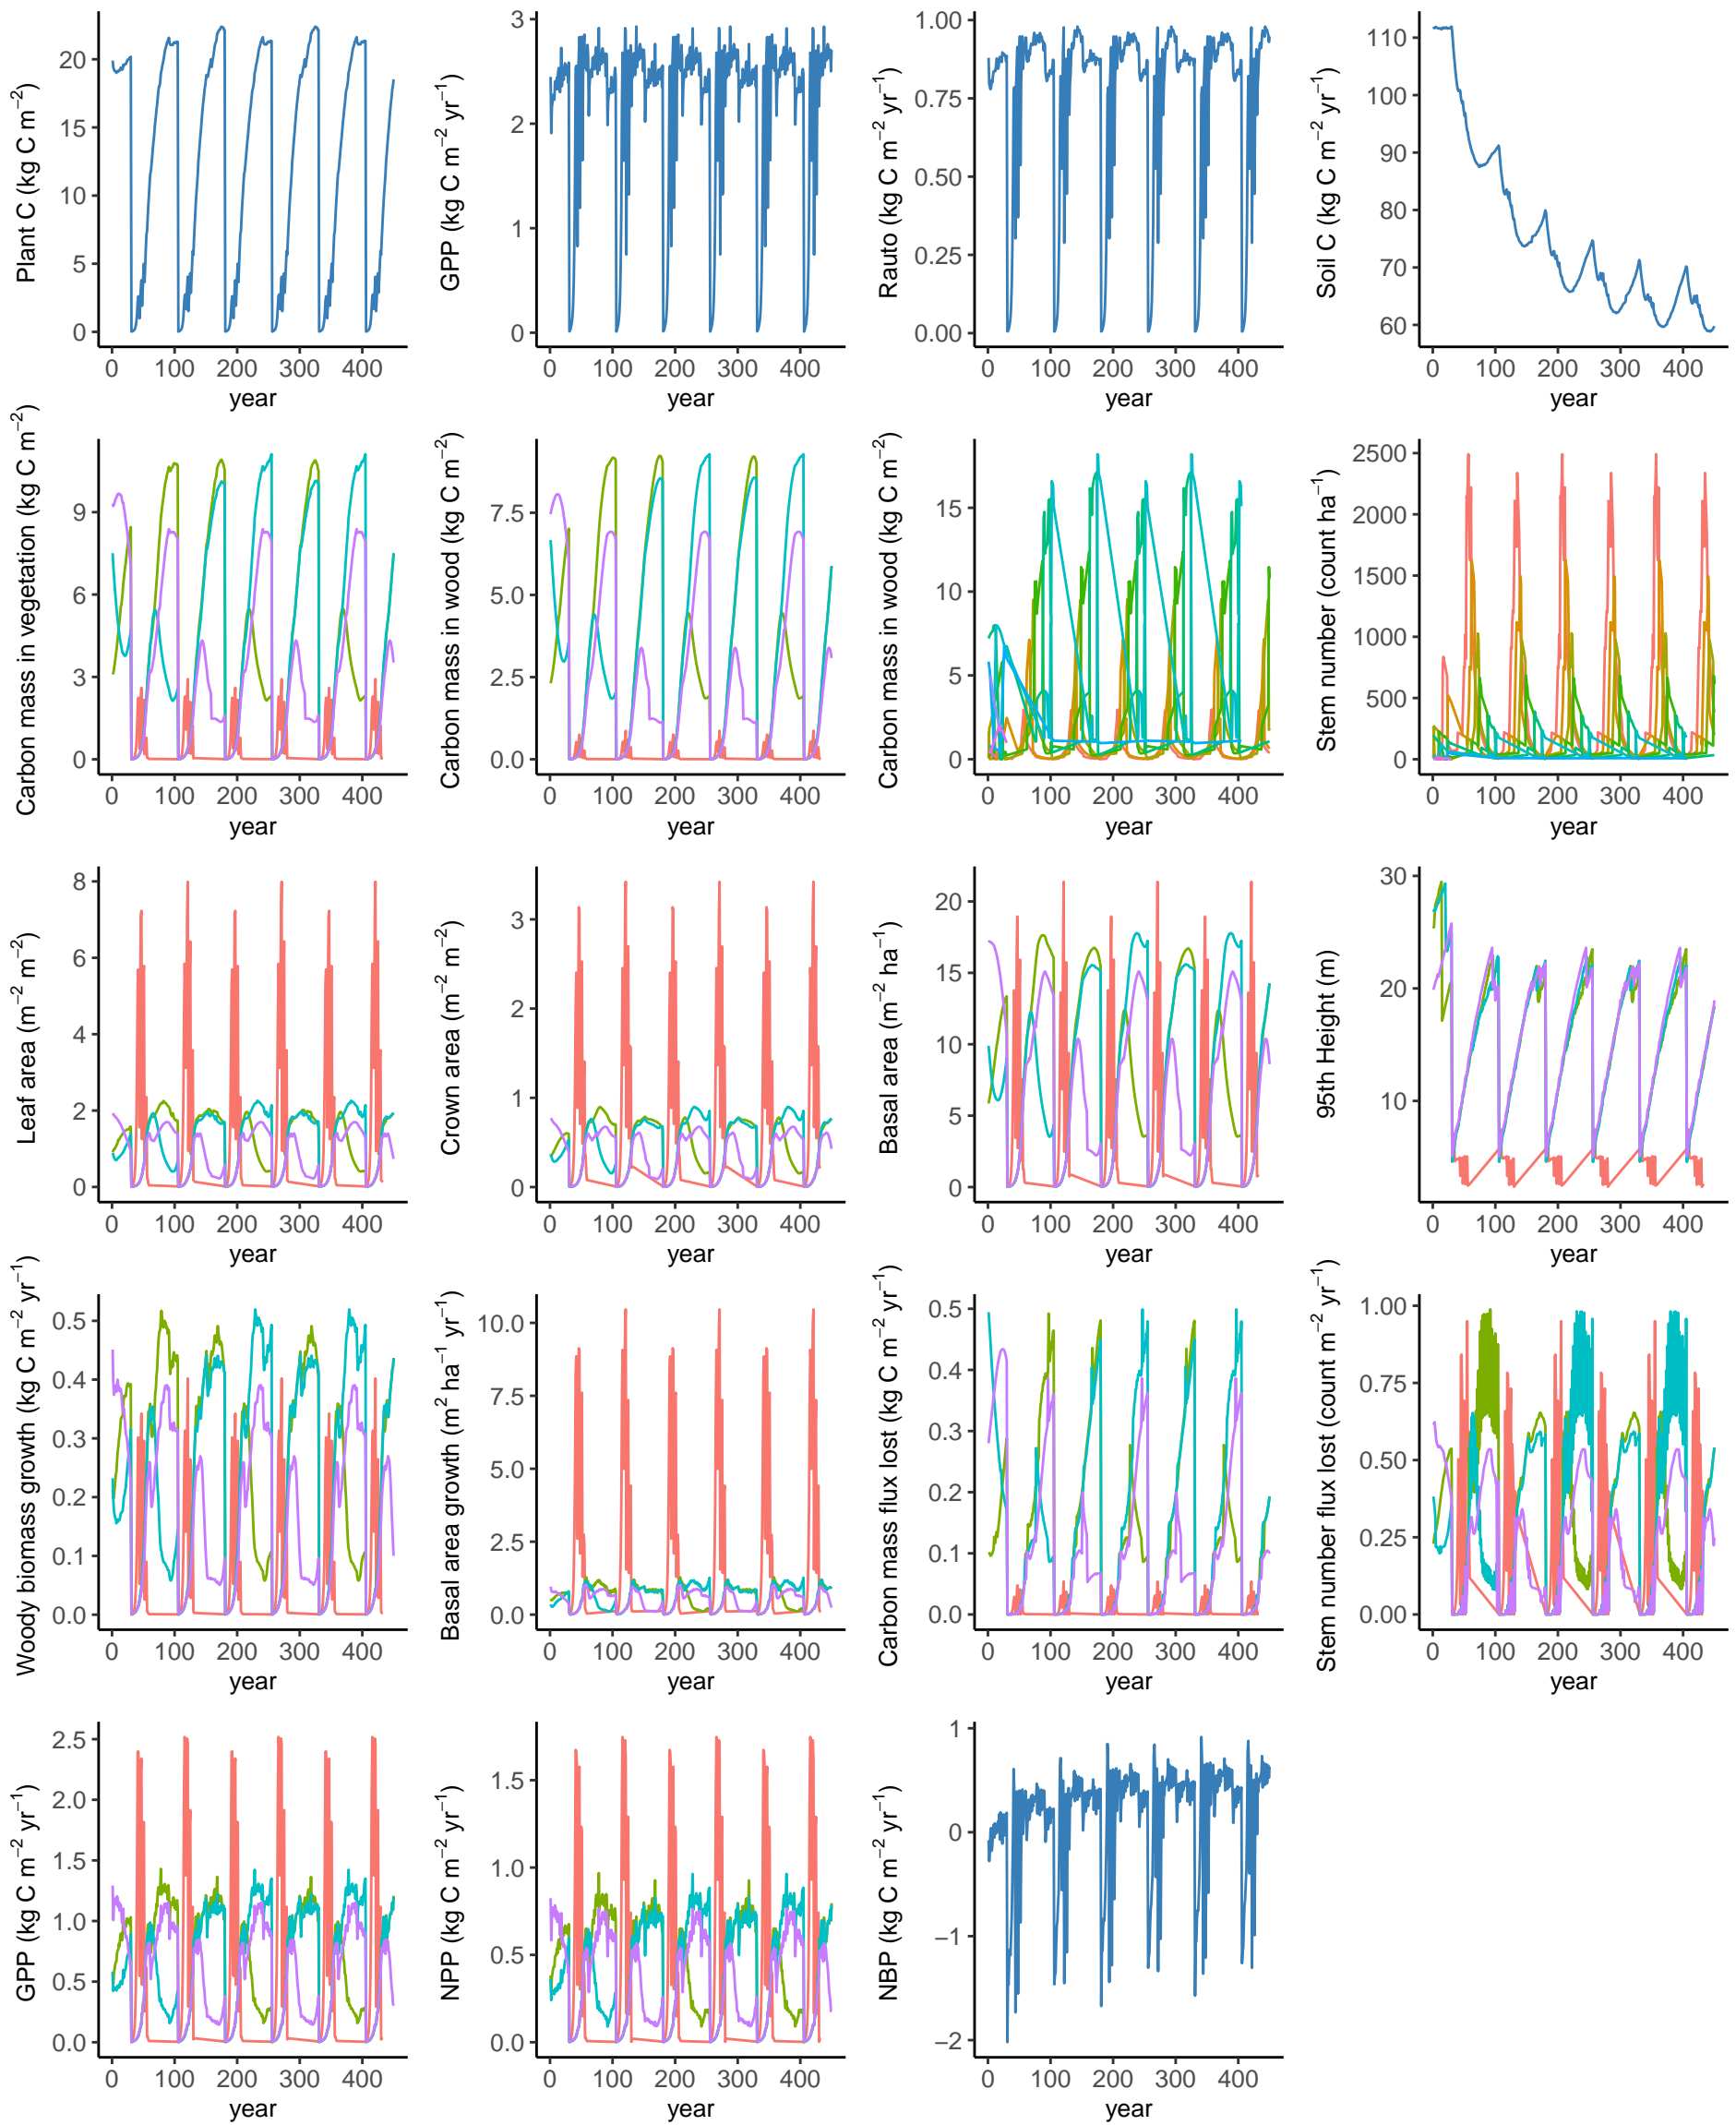 Plant C (kg C m−2)
20
15
10
5
0
0 100 200 300 400
year
GPP (kg C m−2 yr−1)
3
2
1
0
0 100 200 300 400
year
Rauto (kg C m−2 yr−1)
1.00
0.75
0.50
0.25
0.00
0 100 200 300 400
year
Soil C (kg C m−2 yr−1)
110
100
90
80
70
60
0 100 200 300 400
year
Carbon mass in vegetation (kg C m−2)
9
6
3
0
0 100 200 300 400
year
Carbon mass in wood (kg C m−2)
7.5
5.0
2.5
0.0
0 100 200 300 400
year
Carbon mass in wood (kg C m−2)
15
10
5
0
0 100 200 300 400
year
Stem number (count ha−1)
2500
2000
1500
1000
500
0
0 100 200 300 400
year
Leaf area (m−2 m−2)
8
6
4
2
0
0 100 200 300 400
year
Crown area (m−2 m−2)
3
2
1
0
0 100 200 300 400
year
Basal area (m−2 ha−1)
20
15
10
5
0
0 100 200 300 400
year
95th Height (m)
30
20
10
0 100 200 300 400
year
Woody biomass growth (kg C m−2 yr−1)
0.5
0.4
0.3
0.2
0.1
0.0
0 100 200 300 400
year
Basal area growth (m2 ha−1 yr−1)
10.0
7.5
5.0
2.5
0.0
0 100 200 300 400
year
Carbon mass flux lost (kg C m−2 yr−1)
0.5
0.4
0.3
0.2
0.1
0.0
0 100 200 300 400
year
Stem number flux lost (count m−2 yr−1)
1.00
0.75
0.50
0.25
0.00
0 100 200 300 400
year
GPP (kg C m−2 yr−1)
2.5
2.0
1.5
1.0
0.5
0.0
0 100 200 300 400
year
NPP (kg C m−2 yr−1)
1.5
1.0
0.5
0.0
0 100 200 300 400
year
NBP (kg C m−2 yr−1)
1
0
−1
−2
0 100 200 300 400
year